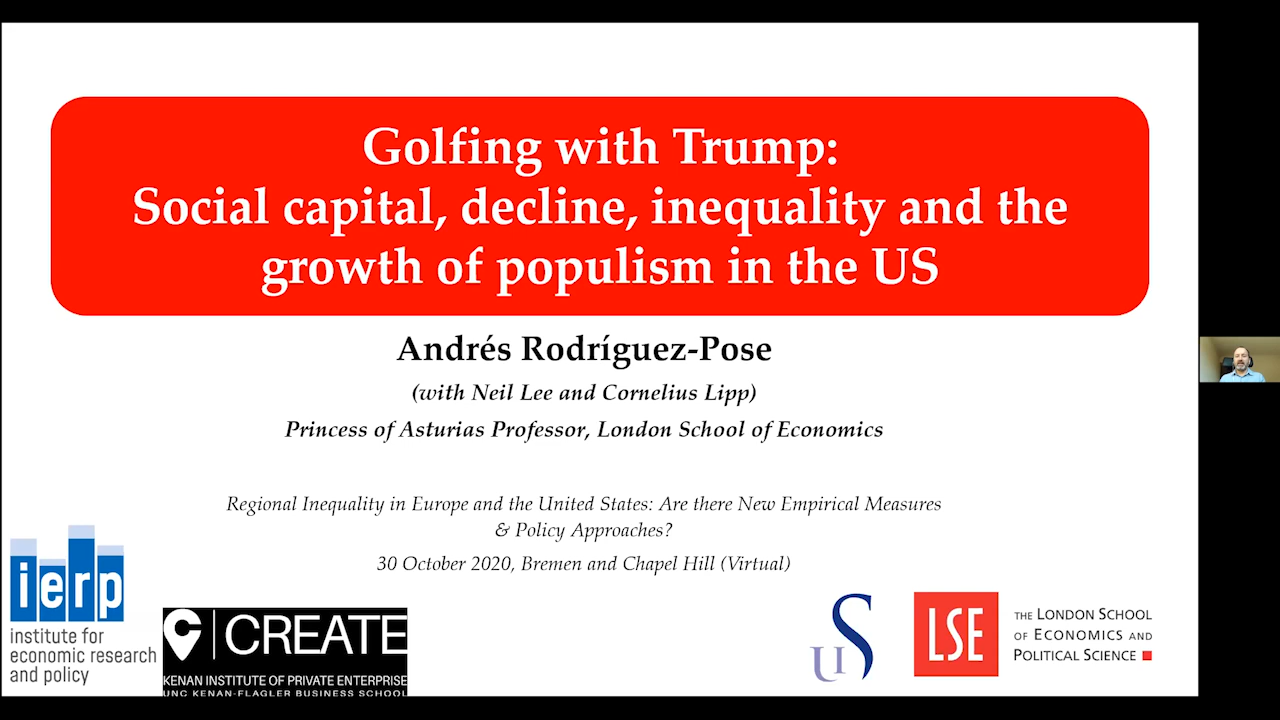 Golfing with Trump:
Social capital, decline, inequality and the
growth of populism in the US
Andrés Rodríguez-Pose
(with Neil Lee and Cornelius Lipp)
Princess of Asturias Professor, London School of Economics
Regional Inequality in Europe and the United States: Are there New Empirical Measures
& Policy Approaches?
30 October 2020, Bremen and Chapel Hill (Virtual)
ierp
institute for
economic research
and policy
CREATE
KENAN INSTITUTE OF PRIVATE ENTERPRISE
UNC KENAN-FLAGLER BUSINESS SCHOOL
US
LSE
THE LONDON SCHOOL
OF ECONOMICS AND
POLITICAL SCIENCE